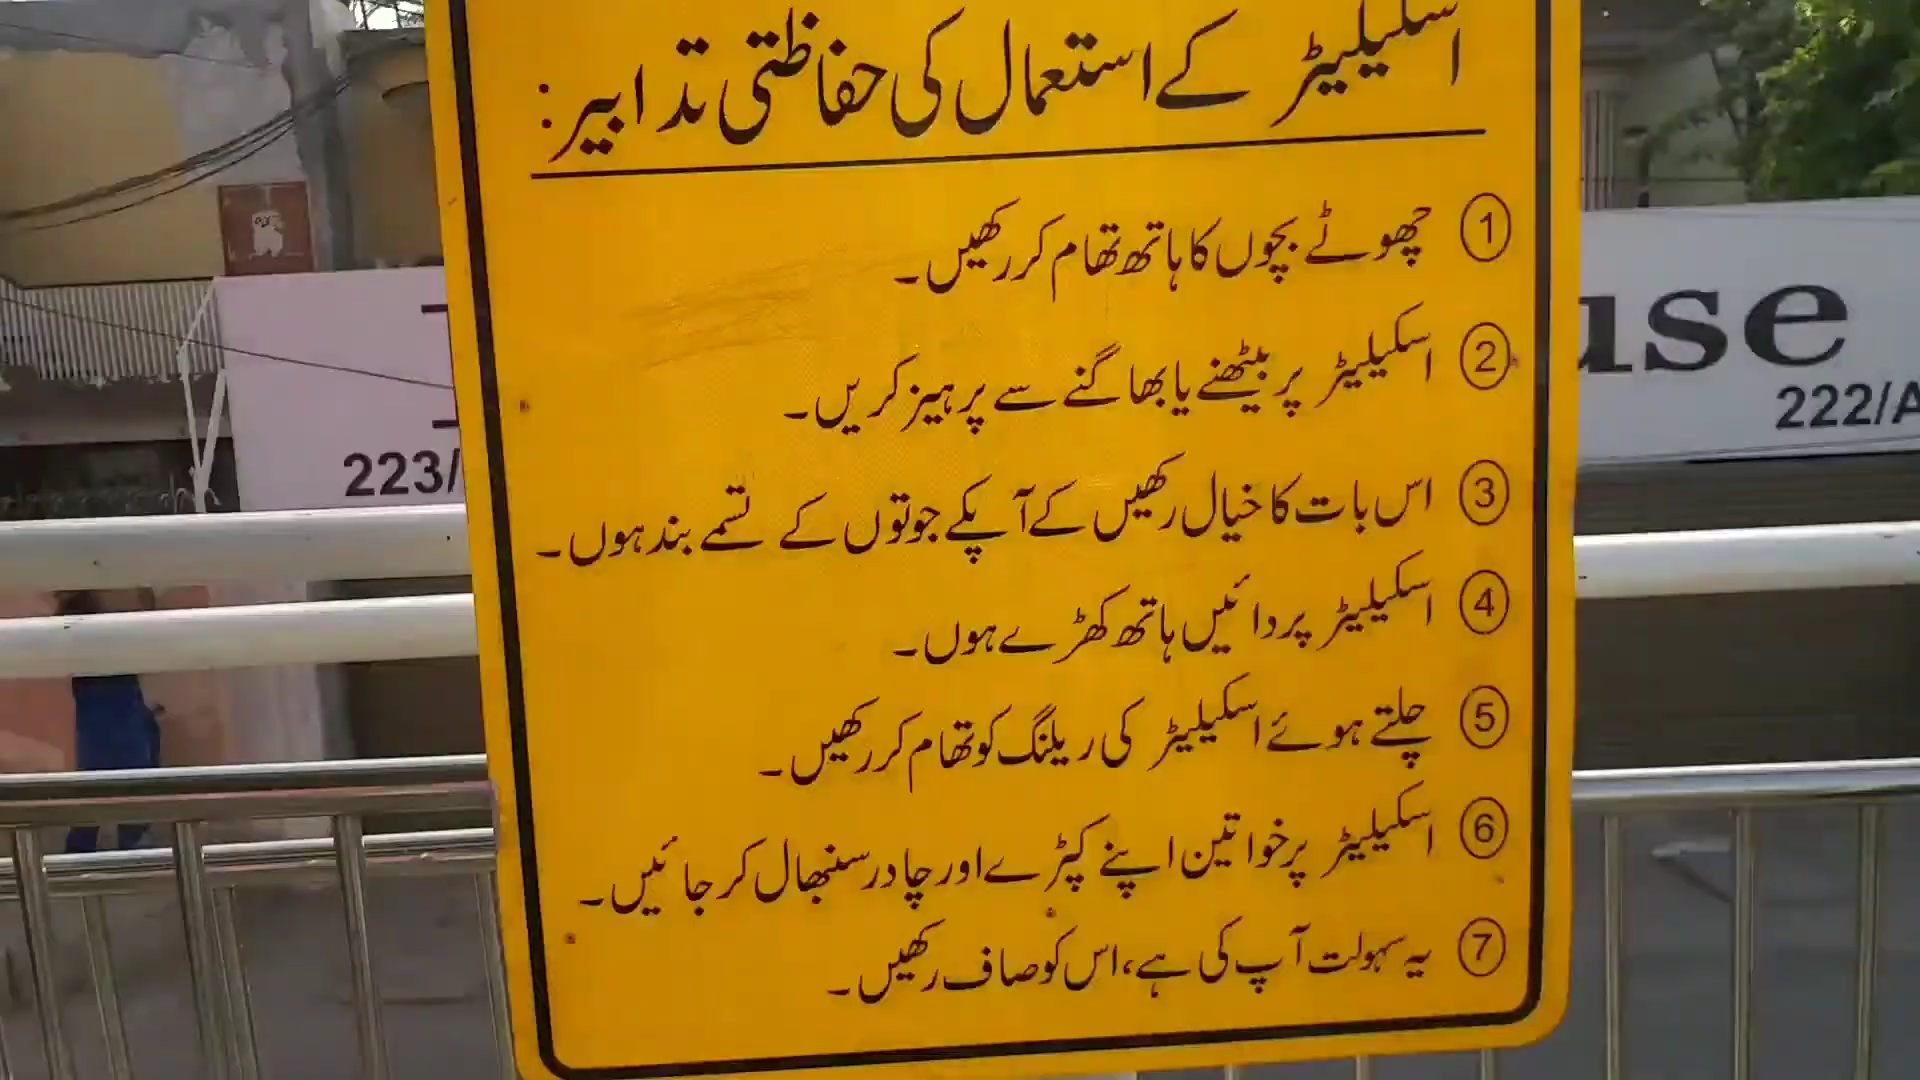 اسکیلیٹر کے استعمال کی حفاظتی تدابیر:
① چھوٹے بچوں کا ہاتھ تھام کر رکھیں۔
② اسکیلیٹر پر بیٹھنے یا بھاگنے سے پرہیز کریں۔
③ اس بات کا خیال رکھیں کے آپکے جوتوں کے تسمے بند ہوں۔
④ اسکیلیٹر پر دائیں ہاتھ کھڑے ہوں۔
⑤ چلتے ہوئے اسکیلیٹر کی ریلنگ کو تھام کر رکھیں۔
⑥ اسکیلیٹر پر خواتین اپنے کپڑے اور چادر سنبھال کر جائیں۔
⑦ یہ سہولت آپ کی ہے، اس کو صاف رکھیں۔
223/
use
222/A